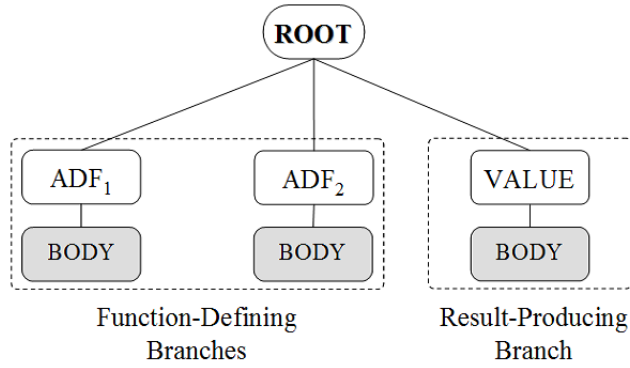 ROOT
ADF₁ ADF₂ VALUE
BODY BODY BODY
Function-Defining Result-Producing
Branches Branch